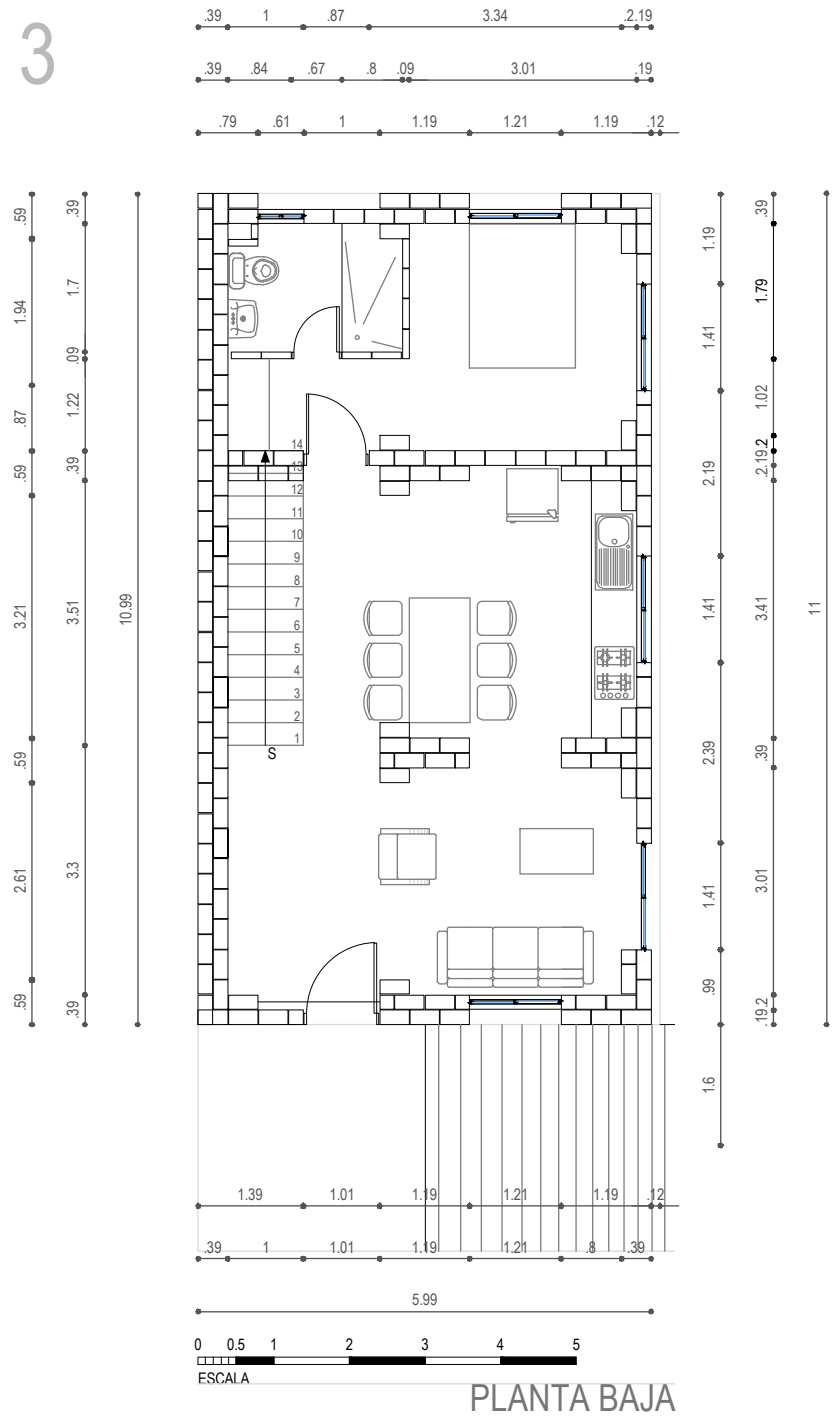 3
.39 1 .87 3.34 .2 .19
.39 .84 .67 .8 .09 3.01 .19
.79 .61 1 1.19 1.21 1.19 .12
.59 1.94 .87 .59 3.21 .59 2.61 .59
.39 1.7 .09 1.22 .39 3.51 3.3 .39
10.99
14
13
12
11
10
9
8
7
6
5
4
3
2
1
S
1.19 1.41 2.19 1.41 2.39 1.41 .99 1.6
.39 1.79 1.02 .2 .19 .2 3.41 .39 3.01 .2 .19
11
1.39 1.01 1.19 1.21 1.19 .12
.39 1 1.01 1.19 1.21 .8 .39
5.99
0 0.5 1 2 3 4 5
ESCALA
PLANTA BAJA